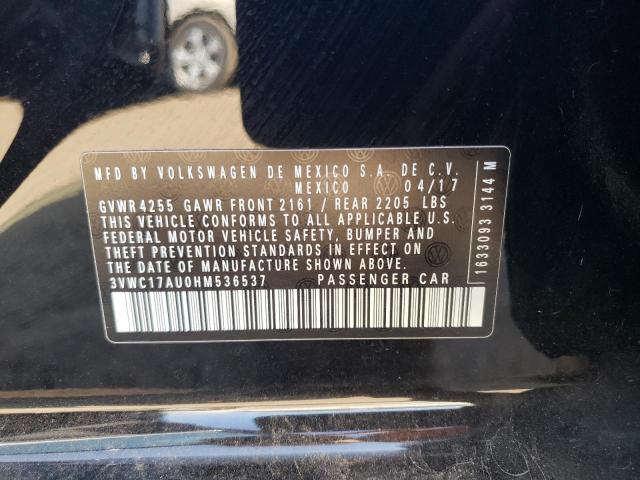 MFD BY VOLKSWAGEN DE MEXICO S.A. DE C.V.
MEXICO 04/17
GVWR 4255 GAWR FRONT 2161 / REAR 2205 LBS
THIS VEHICLE CONFORMS TO ALL APPLICABLE U.S.
FEDERAL MOTOR VEHICLE SAFETY, BUMPER AND
THEFT PREVENTION STANDARDS IN EFFECT ON
THE DATE OF MANUFACTURE SHOWN ABOVE
3VWC17AU0HM536537 PASSENGER CAR
1633093 3144 M